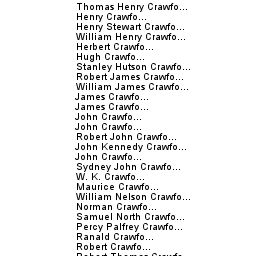 Thomas Henry Crawfo...
Henry Crawfo...
Henry Stewart Crawfo...
William Henry Crawfo...
Herbert Crawfo...
Hugh Crawfo...
Stanley Hutson Crawfo...
Robert James Crawfo...
William James Crawfo...
James Crawfo...
James Crawfo...
John Crawfo...
John Crawfo...
Robert John Crawfo...
John Kennedy Crawfo...
John Crawfo...
Sydney John Crawfo...
W. K. Crawfo...
Maurice Crawfo...
William Nelson Crawfo...
Norman Crawfo...
Samuel North Crawfo...
Percy Palfrey Crawfo...
Ranald Crawfo...
Robert Crawfo...
Robert Thomas Crawfo...